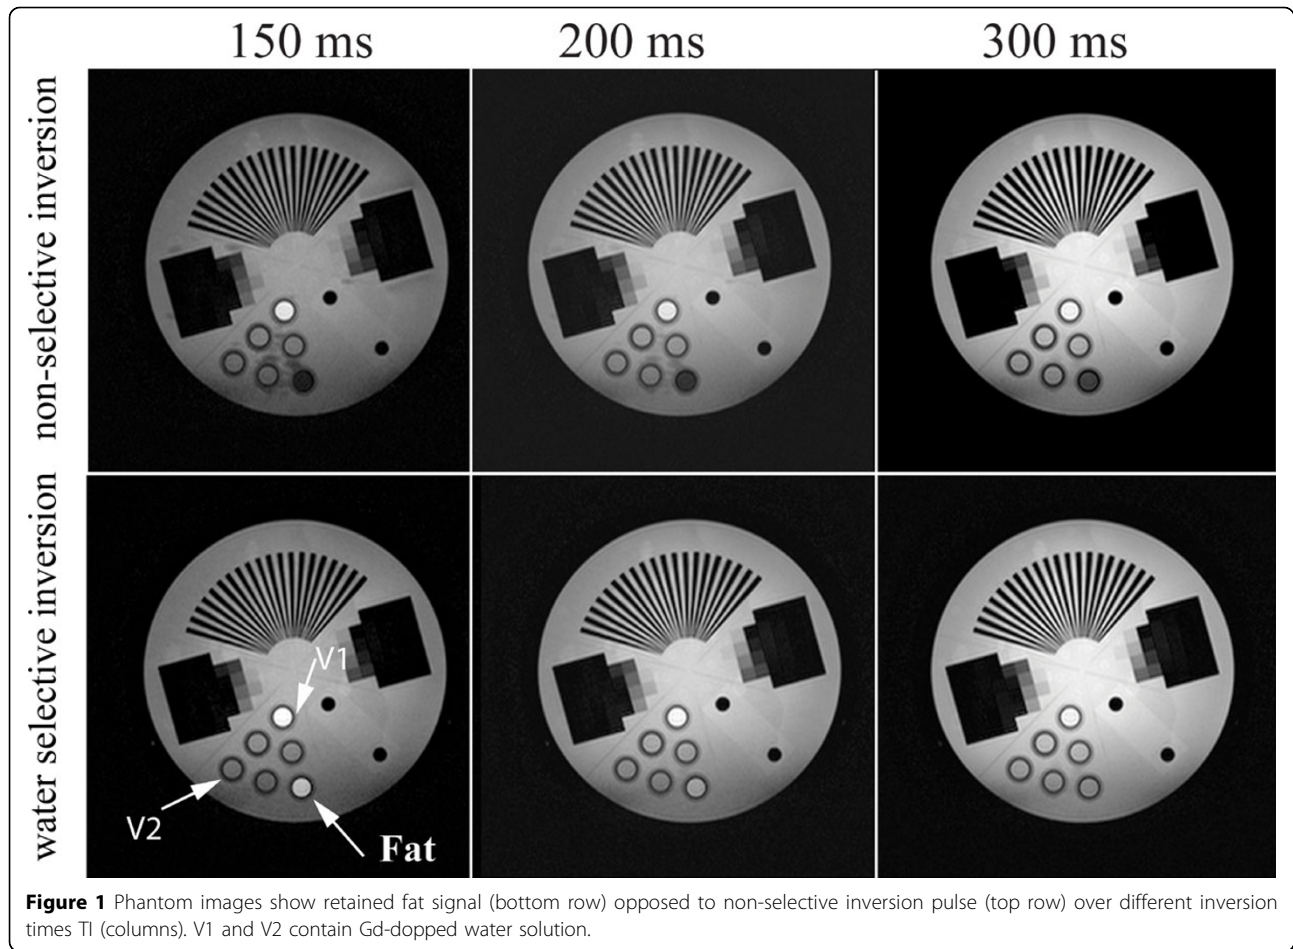 150 ms 200 ms 300 ms
non-selective inversion
water selective inversion
V1
V2
Fat
Figure 1 Phantom images show retained fat signal (bottom row) opposed to non-selective inversion pulse (top row) over different inversion
times TI (columns). V1 and V2 contain Gd-dopped water solution.